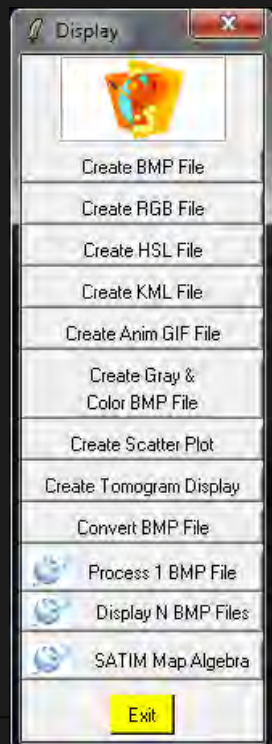 Display
Create BMP File
Create RGB File
Create HSL File
Create KML File
Create Anim GIF File
Create Gray &
Color BMP File
Create Scatter Plot
Create Tomogram Display
Convert BMP File
Process 1 BMP File
Display N BMP Files
SATIM Map Algebra
Exit